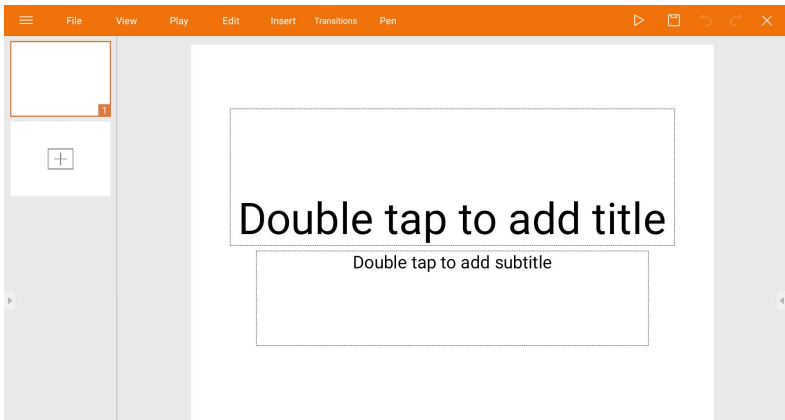 File View Play Edit Insert Transitions Pen
1
Double tap to add title
Double tap to add subtitle